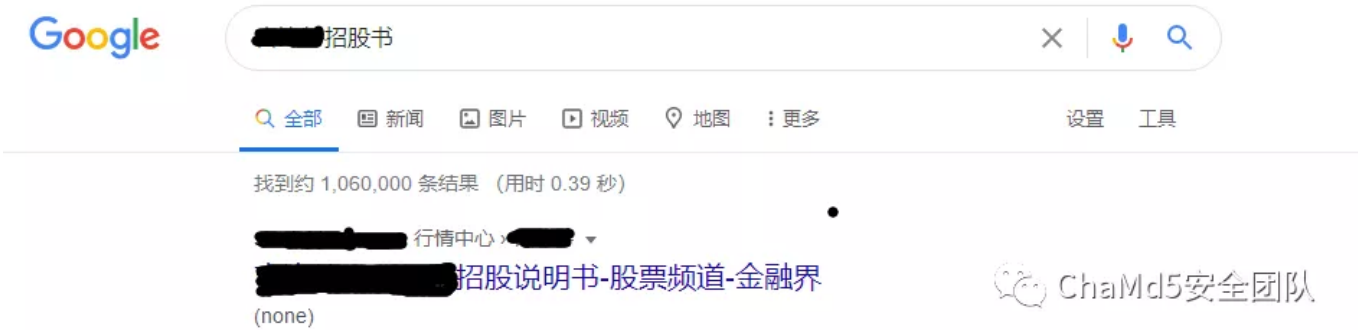 Google
招股书
全部 新闻 图片 视频 地图 更多 设置 工具
找到约 1,060,000 条结果 （用时 0.39 秒）
行情中心 ›
招股说明书-股票频道-金融界
(none)
ChaMd5安全团队